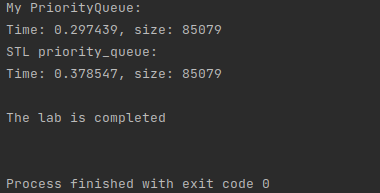 My PriorityQueue:
Time: 0.297439, size: 85079
STL priority_queue:
Time: 0.378547, size: 85079
The lab is completed
Process finished with exit code 0